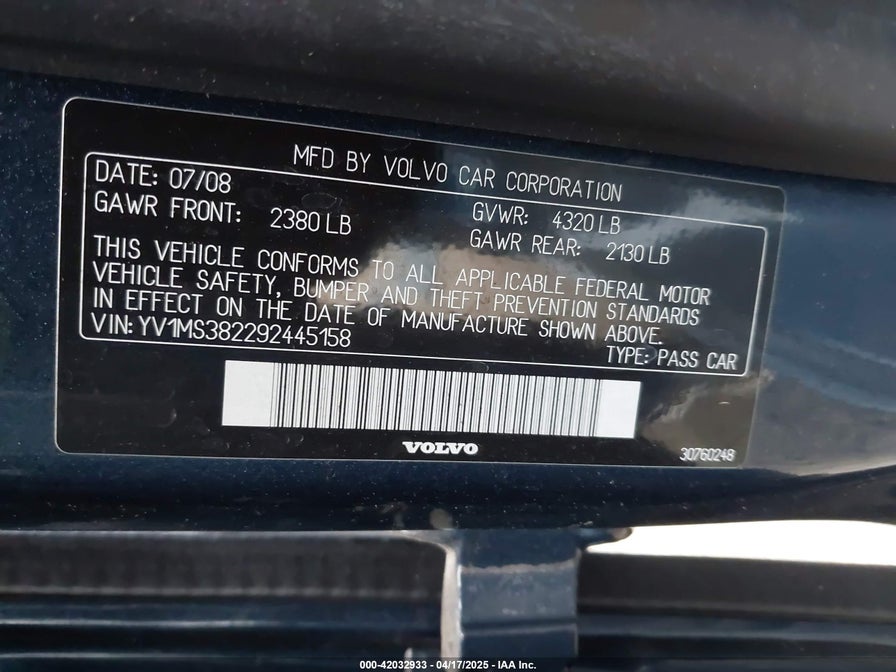 MFD BY VOLVO CAR CORPORATION
DATE: 07/08
GVWR: 4320 LB
GAWR FRONT: 2380 LB
GAWR REAR: 2130 LB
THIS VEHICLE CONFORMS TO ALL APPLICABLE FEDERAL MOTOR
VEHICLE SAFETY, BUMPER AND THEFT PREVENTION STANDARDS
IN EFFECT ON THE DATE OF MANUFACTURE SHOWN ABOVE.
VIN: YV1MS382292445158
TYPE: PASS CAR
VOLVO
30760248
000-42032933 - 04/17/2025 - IAA Inc.